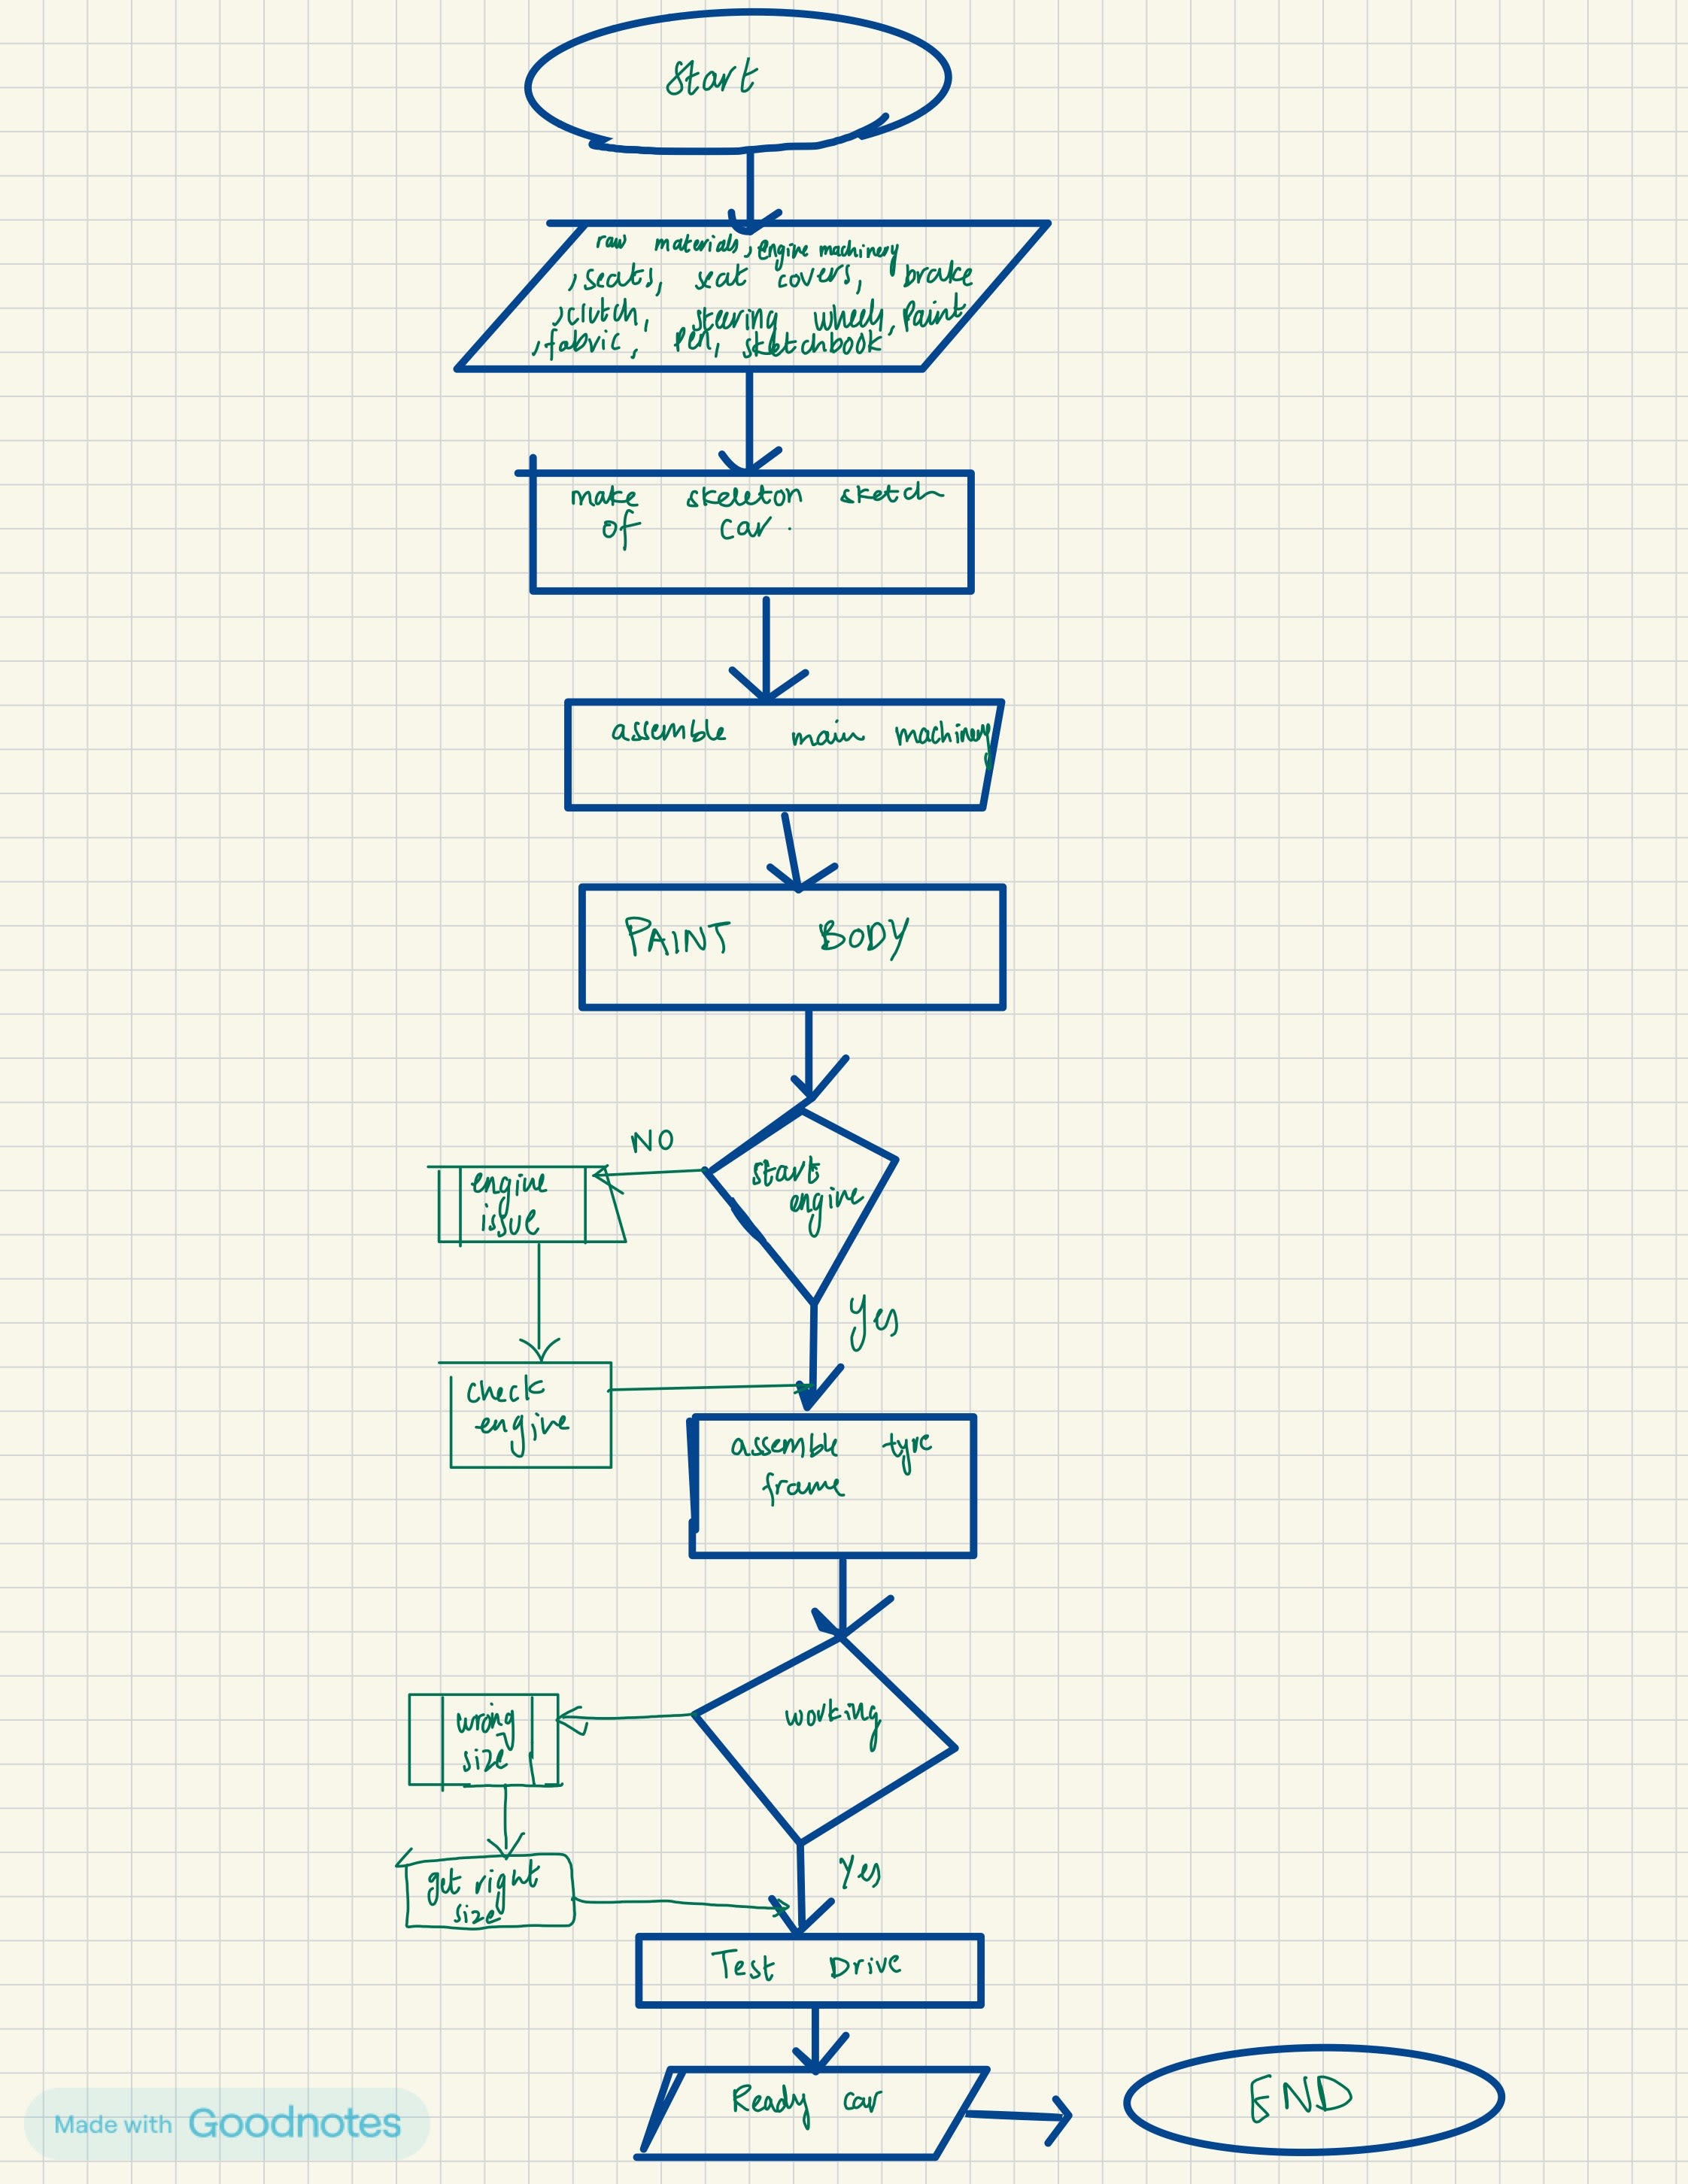 Start
raw materials, engine machinery
, seats, seat covers, brake
, clutch, steering wheel, Paint
, fabric, Pen, sketchbook
make skeleton sketch
of car.
assemble main machinery
PAINT BODY
NO
start
engine
engine
issue
Yes
check
engine
assemble tyre
frame
working
wrong
size
Yes
get right
size
Test Drive
Ready car
END
Made with Goodnotes